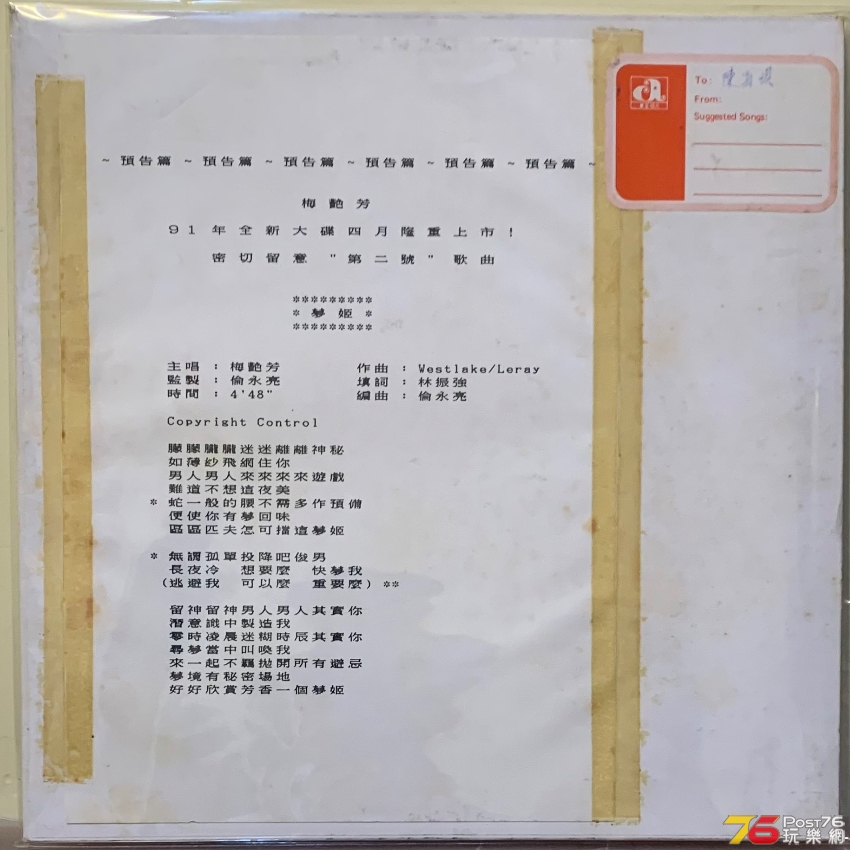 To: 陳
From:
Suggested Songs:
~ 預告篇 ~ 預告篇 ~ 預告篇 ~ 預告篇 ~ 預告篇 ~ 預告篇 ~
梅艷芳
91年全新大碟四月隆重上市!
密切留意 "第二號" 歌曲
*********
* 夢 姬 *
*********
主唱 : 梅艷芳 作曲 : Westlake/Leray
監製 : 倫永亮 填詞 : 林振強
時間 : 4'48" 編曲 : 倫永亮
Copyright Control
朦朦朧朧迷迷離離神秘
如薄紗飛網住你
男人男人來來來來遊戲
難道不想這夜美
* 蛇一般的腰不需多作預備
便使你有夢回味
區區匹夫怎可擋這夢姬
* 無謂孤單投降吧俊男
長夜冷 想要麼 快夢我
(逃避我 可以麼 重要麼) **
留神留神男人男人其實你
潛意識中製造我
零時凌晨迷糊時辰其實你
尋夢當中叫喚我
來一起不羈拋開所有避忌
夢境有秘密場地
好好欣賞芳香一個夢姬
76 POST76
玩樂網